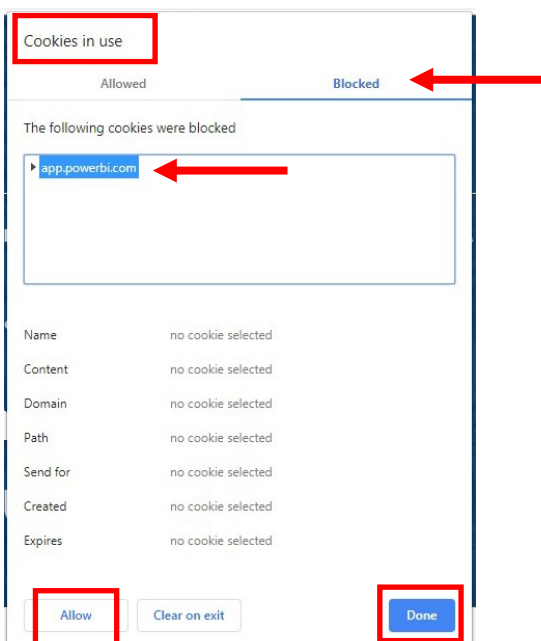 Cookies in use
Allowed Blocked
The following cookies were blocked
app.powerbi.com
Name no cookie selected
Content no cookie selected
Domain no cookie selected
Path no cookie selected
Send for no cookie selected
Created no cookie selected
Expires no cookie selected
Allow Clear on exit Done